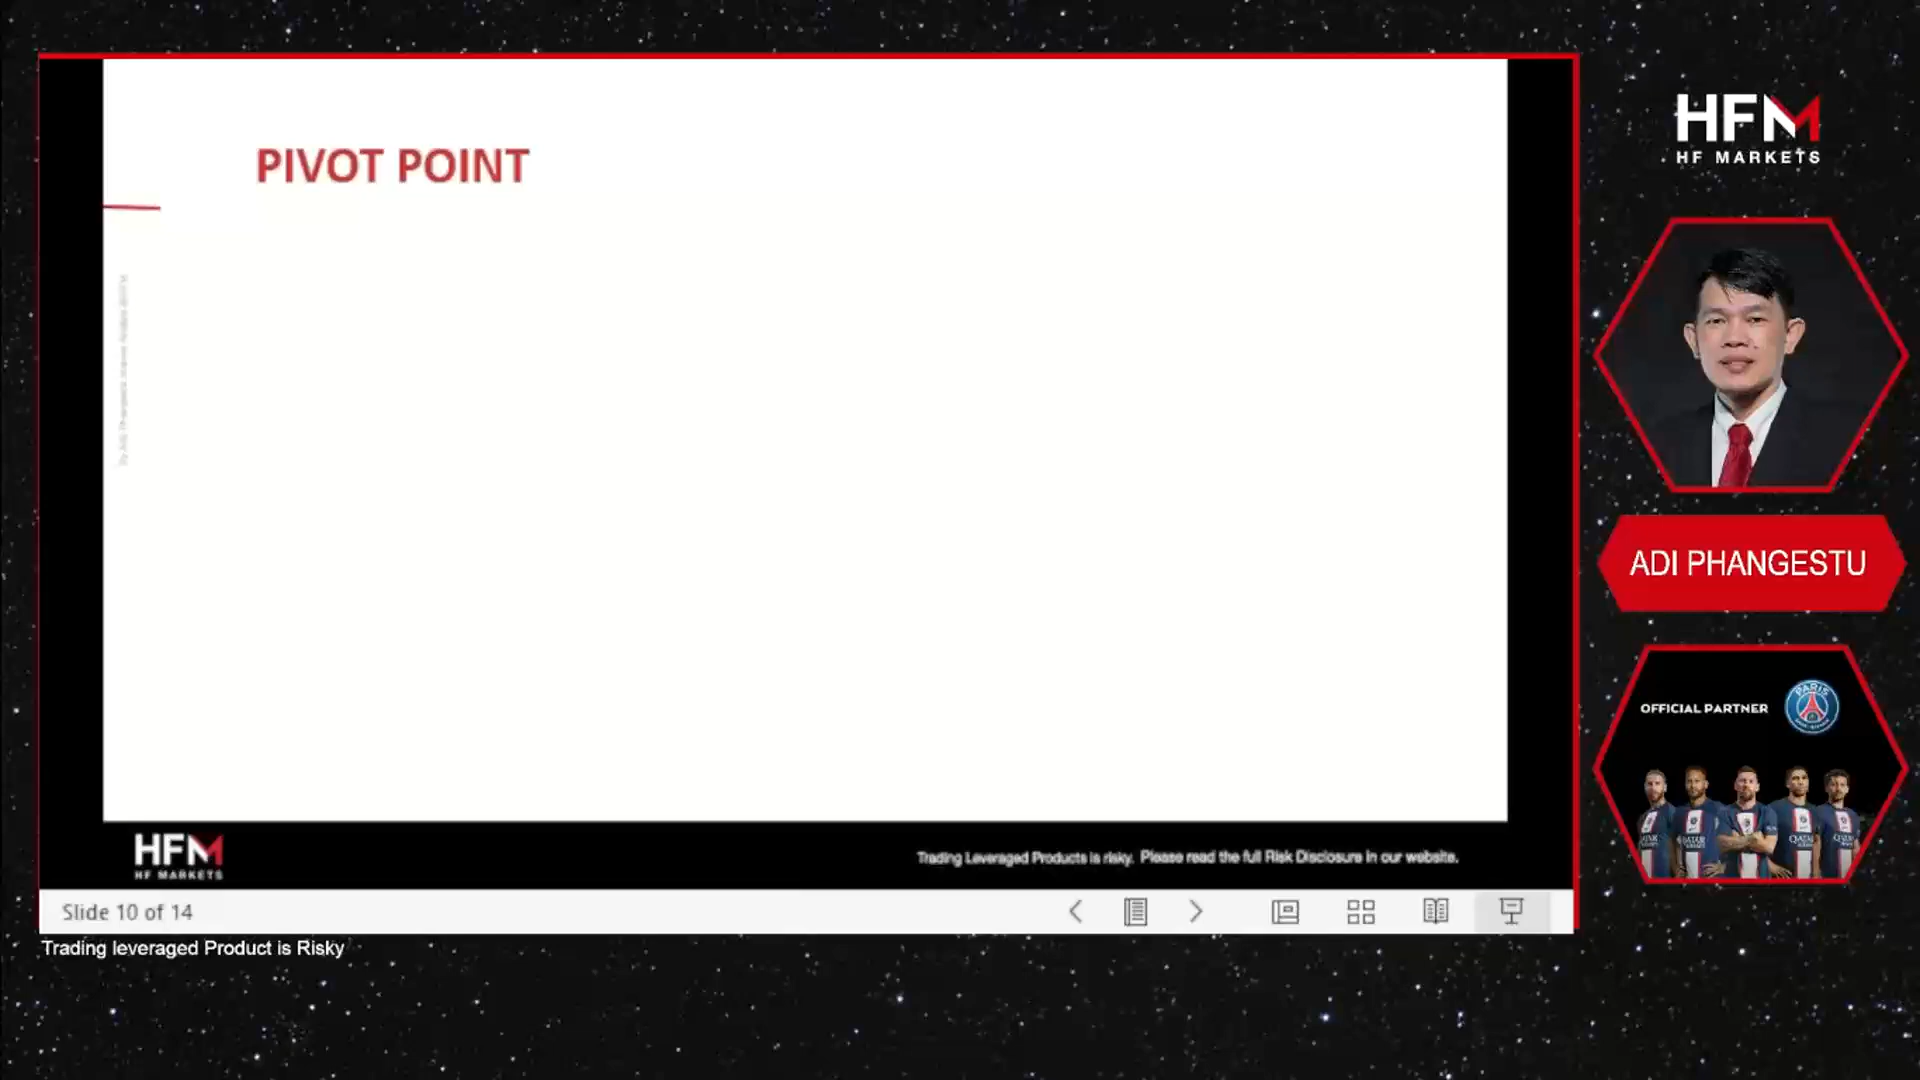 PIVOT POINT
HFM
HF MARKETS
Trading Leveraged Products is risky. Please read the full Risk Disclosure in our website.
Slide 10 of 14
Trading leveraged Product is Risky
HFM
HF MARKETS
ADI PHANGESTU
OFFICIAL PARTNER
PARIS